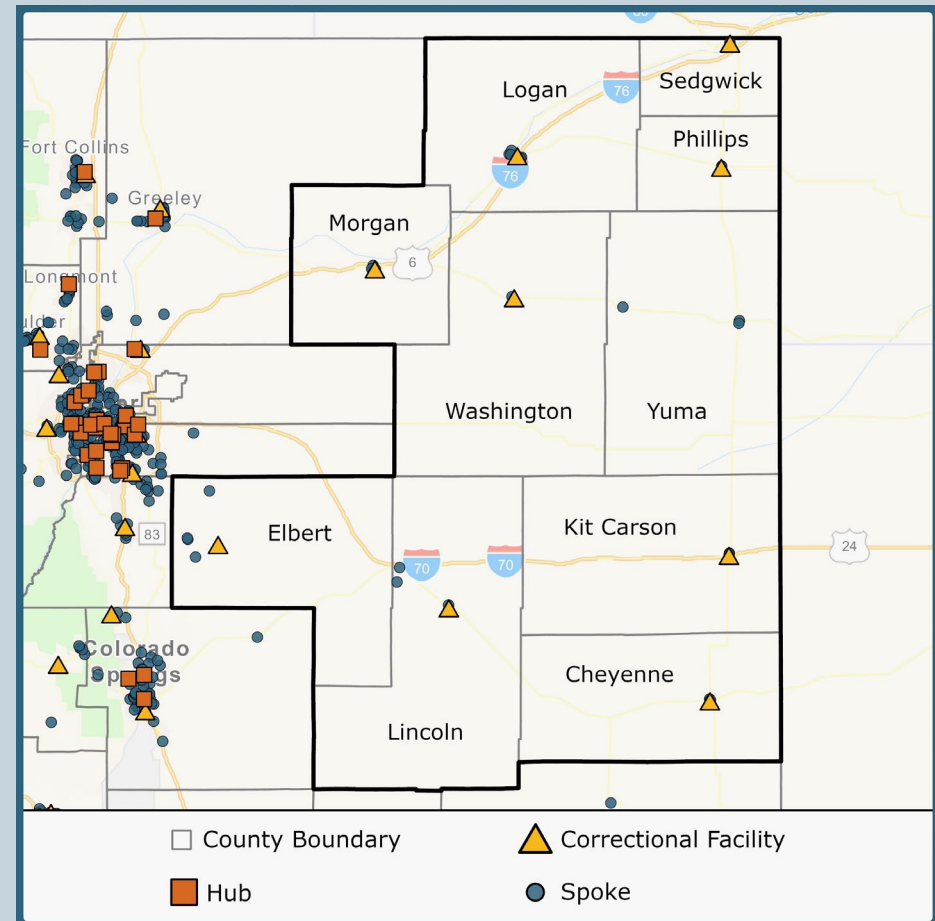 76
Logan
Sedgwick
Phillips
Fort Collins
76
Greeley
Morgan
6
Longmont
ulder
Washington
Yuma
83
Elbert
Kit Carson
70
70
24
Colorado
Springs
Cheyenne
Lincoln
County Boundary
Correctional Facility
Hub
Spoke